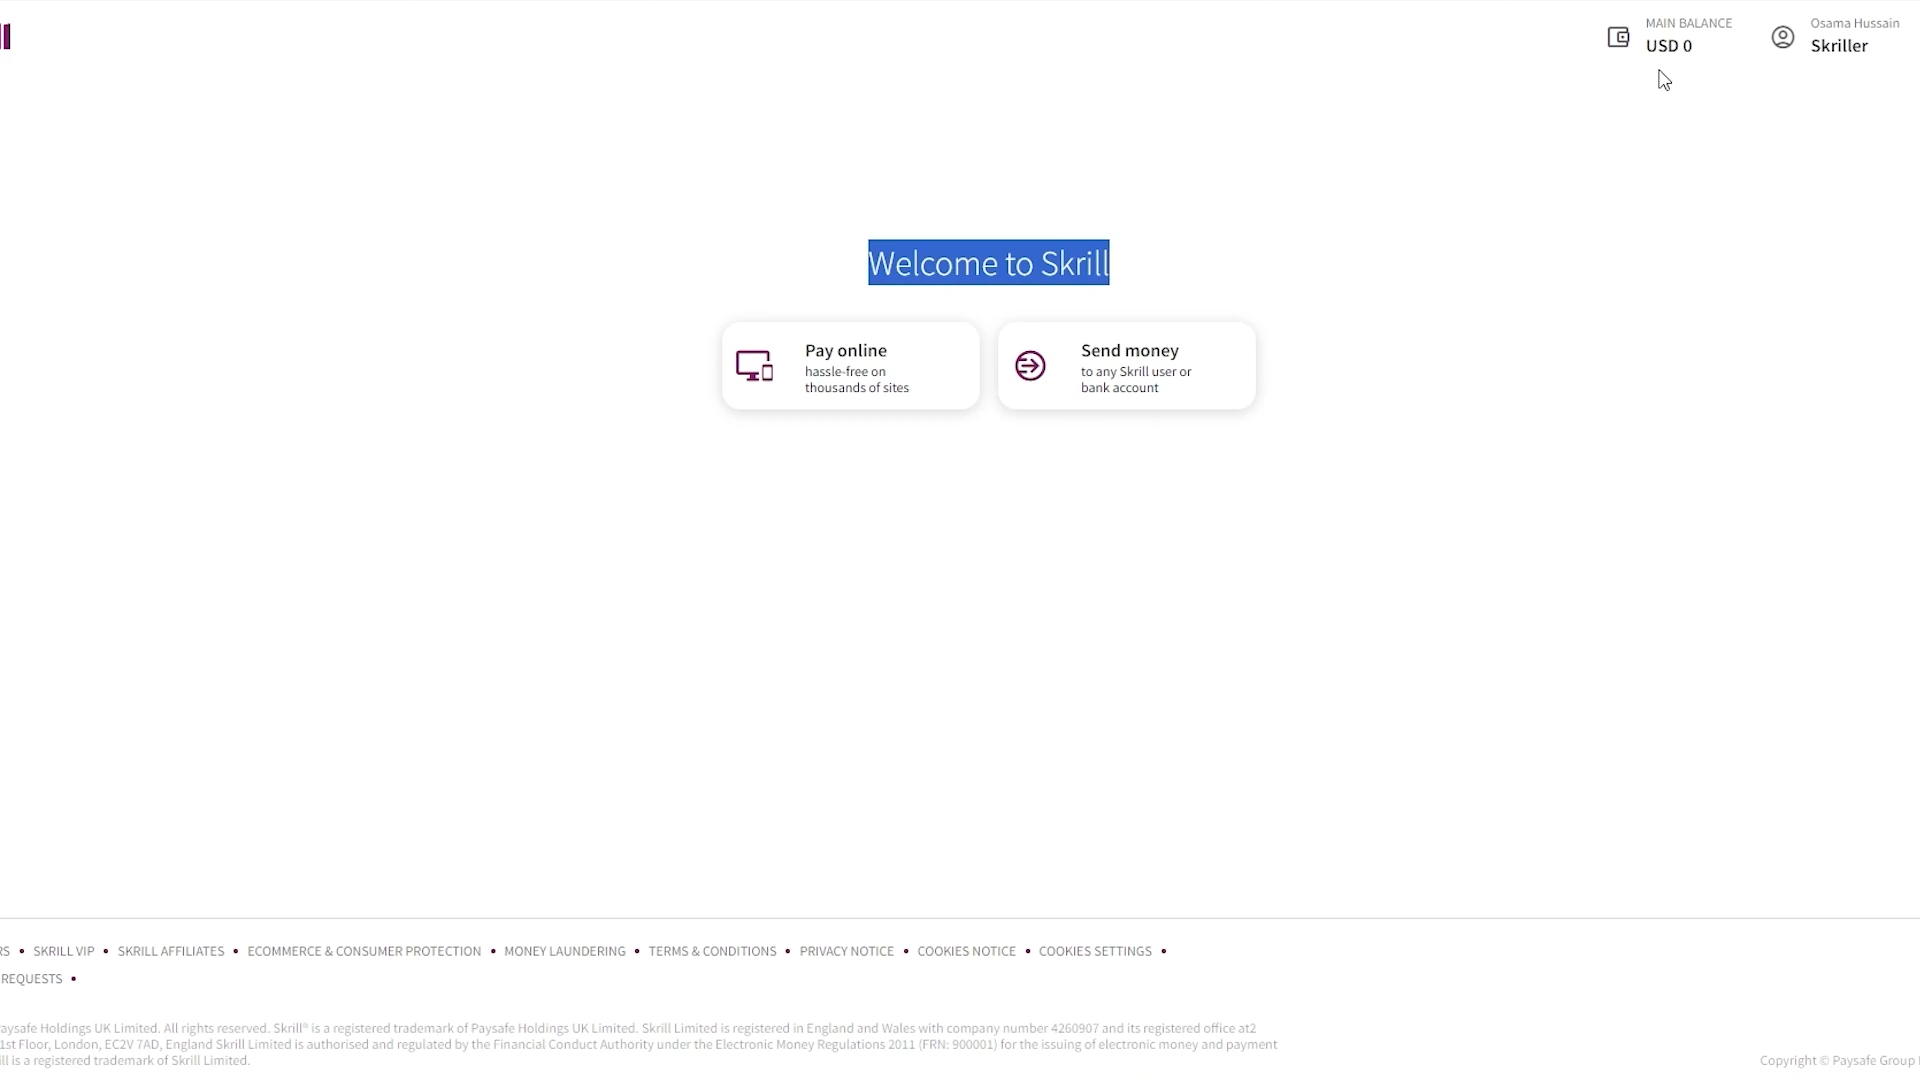 ll
MAIN BALANCE
USD 0
Osama Hussain
Skriller
Welcome to Skrill
Pay online
hassle-free on
thousands of sites
Send money
to any Skrill user or
bank account
RS • SKRILL VIP • SKRILL AFFILIATES • ECOMMERCE & CONSUMER PROTECTION • MONEY LAUNDERING • TERMS & CONDITIONS • PRIVACY NOTICE • COOKIES NOTICE • COOKIES SETTINGS •
REQUESTS •
aysafe Holdings UK Limited. All rights reserved. Skrill® is a registered trademark of Paysafe Holdings UK Limited. Skrill Limited is registered in England and Wales with company number 4260907 and its registered office at2
1st Floor, London, EC2V 7AD, England Skrill Limited is authorised and regulated by the Financial Conduct Authority under the Electronic Money Regulations 2011 (FRN: 900001) for the issuing of electronic money and payment
ill is a registered trademark of Skrill Limited.
Copyright © Paysafe Group